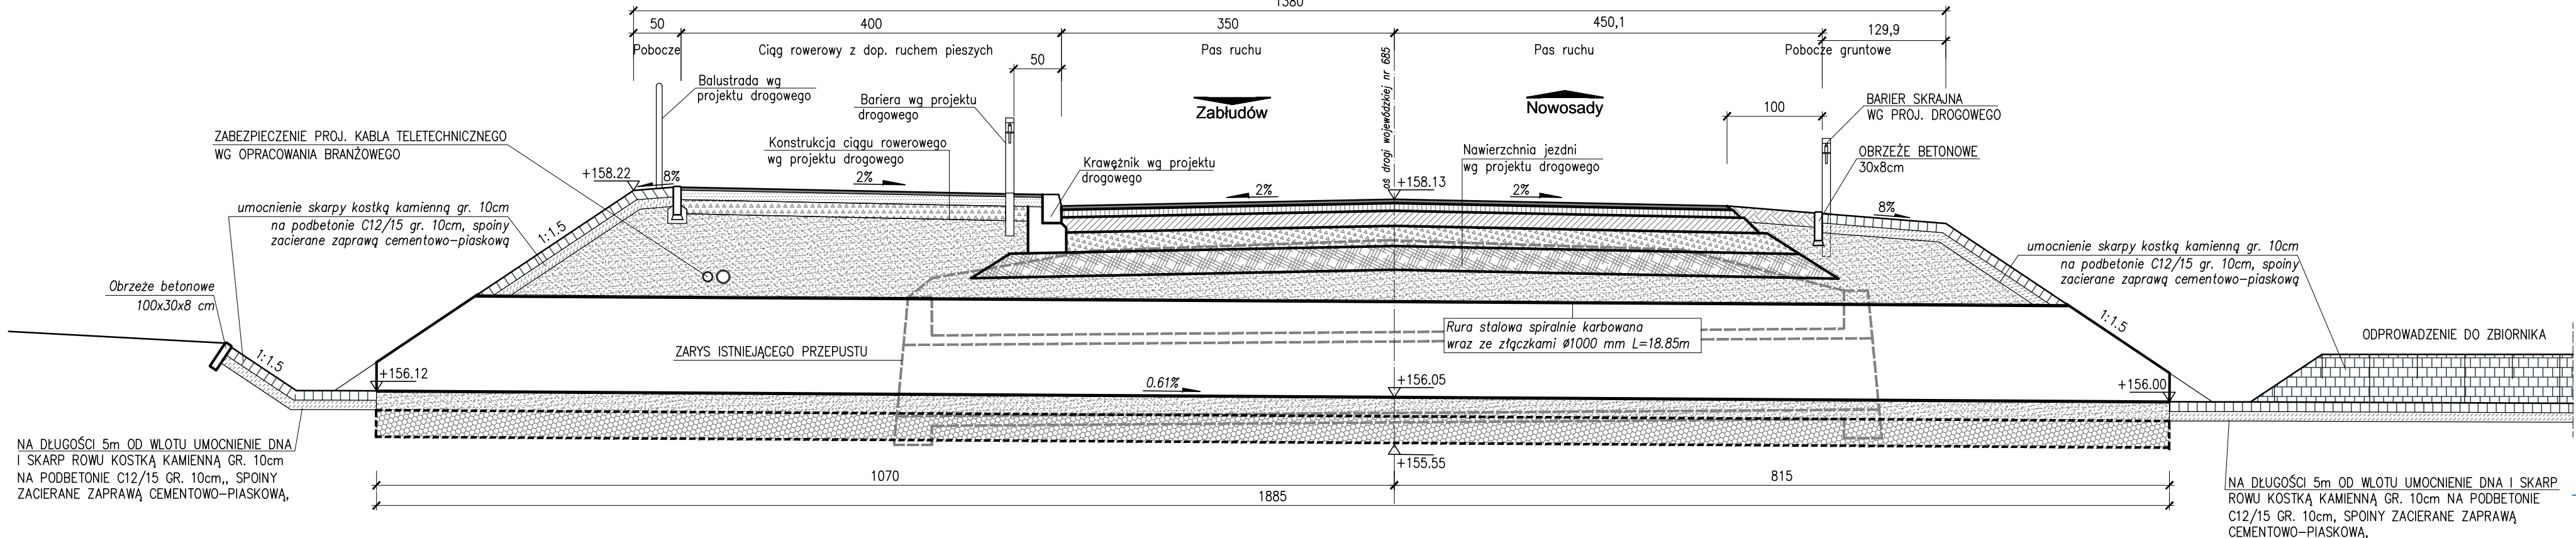 1380
50
400
350
450,1
129,9
Pobocze
Ciąg rowerowy z dop. ruchem pieszych
Pas ruchu
Pas ruchu
Pobocze gruntowe
50
100
oś drogi wojewódzkiej nr 685
Balustrada wg
projektu drogowego
Bariera wg projektu
drogowego
Zabłudów
Nowosady
BARIER SKRAJNA
WG PROJ. DROGOWEGO
ZABEZPIECZENIE PROJ. KABLA TELETECHNICZNEGO
WG OPRACOWANIA BRANŻOWEGO
Konstrukcja ciągu rowerowego
wg projektu drogowego
Krawężnik wg projektu
drogowego
Nawierzchnia jezdni
wg projektu drogowego
OBRZEŻE BETONOWE
30x8cm
+158.22
8%
2%
2%
+158.13
2%
8%
umocnienie skarpy kostką kamienną gr. 10cm
na podbetonie C12/15 gr. 10cm, spoiny
zacierane zaprawą cementowo-piaskową
1:1.5
umocnienie skarpy kostką kamienną gr. 10cm
na podbetonie C12/15 gr. 10cm, spoiny
zacierane zaprawą cementowo-piaskową
Obrzeże betonowe
100x30x8 cm
1:1.5
1:1.5
Rura stalowa spiralnie karbowana
wraz ze złączkami ø1000 mm L=18.85m
ZARYS ISTNIEJĄCEGO PRZEPUSTU
ODPROWADZENIE DO ZBIORNIKA
+156.12
0.61%
+156.05
+156.00
NA DŁUGOŚCI 5m OD WLOTU UMOCNIENIE DNA
I SKARP ROWU KOSTKĄ KAMIENNĄ GR. 10cm
NA PODBETONIE C12/15 GR. 10cm,, SPOINY
ZACIERANE ZAPRAWĄ CEMENTOWO-PIASKOWĄ,
+155.55
1070
815
1885
NA DŁUGOŚCI 5m OD WLOTU UMOCNIENIE DNA I SKARP
ROWU KOSTKĄ KAMIENNĄ GR. 10cm NA PODBETONIE
C12/15 GR. 10cm, SPOINY ZACIERANE ZAPRAWĄ
CEMENTOWO-PIASKOWĄ,